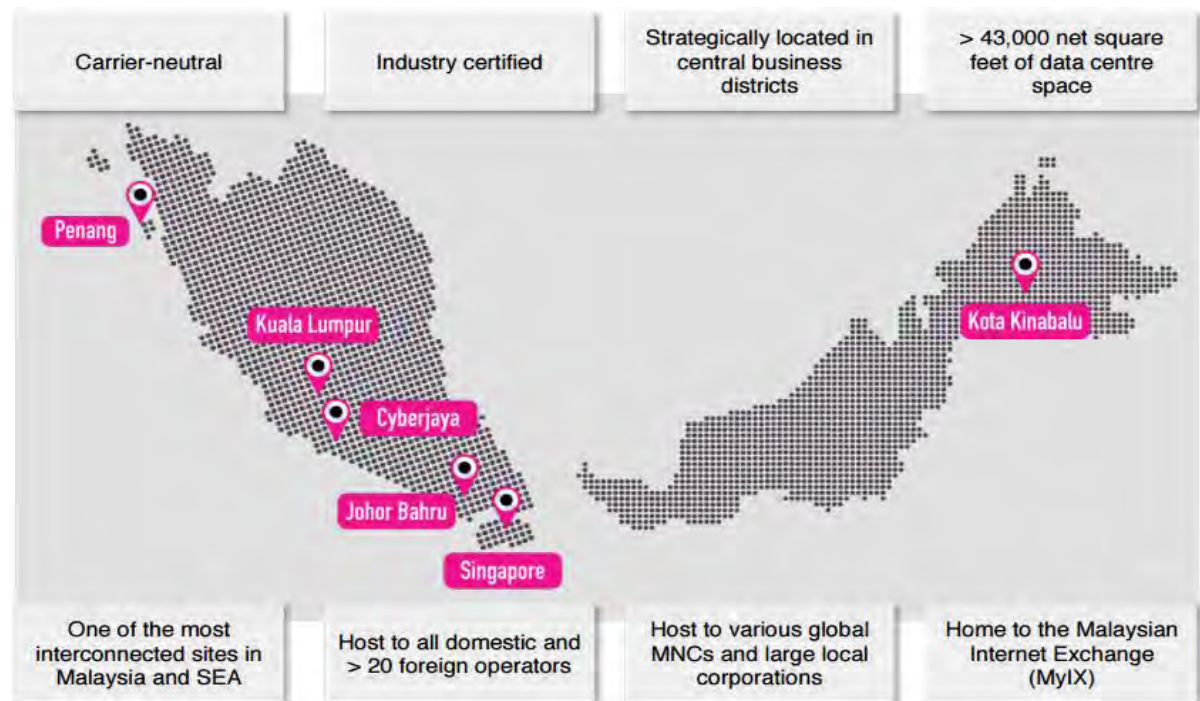 Carrier-neutral
Industry certified
Strategically located in
central business
districts
> 43,000 net square
feet of data centre
space
Penang
Kuala Lumpur
Cyberjaya
Johor Bahru
Singapore
Kota Kinabalu
One of the most
interconnected sites in
Malaysia and SEA
Host to all domestic and
> 20 foreign operators
Host to various global
MNCs and large local
corporations
Home to the Malaysian
Internet Exchange
(MyIX)